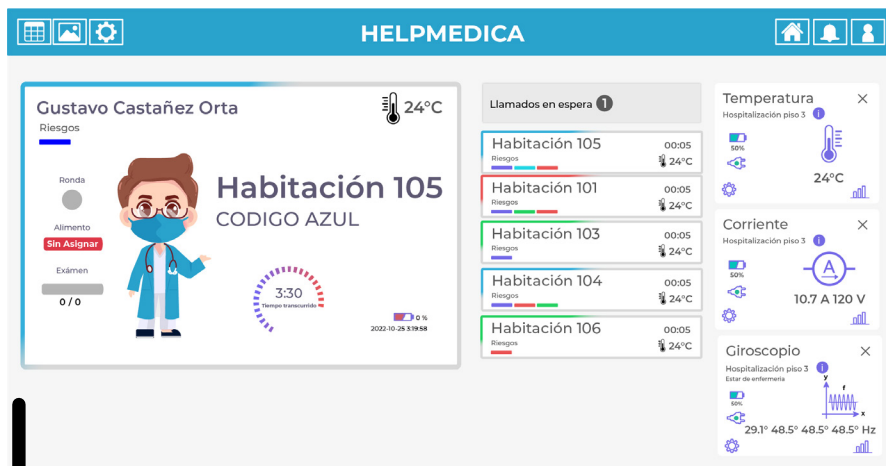 HELPMEDICA
Gustavo Castañez Orta
24°C
Riesgos
Ronda
Alimento
Sin Asignar
Exámen
0 / 0
Habitación 105
CODIGO AZUL
3:30
Tiempo transcurrido
0 %
2022-10-25 3:19:58
Llamados en espera 1
Habitación 105
00:05
Riesgos
24°C
Habitación 101
00:05
Riesgos
24°C
Habitación 103
00:05
Riesgos
24°C
Habitación 104
00:05
Riesgos
24°C
Habitación 106
00:05
Riesgos
24°C
Temperatura
Hospitalización piso 3 i
50%
24°C
Corriente
Hospitalización piso 3 i
50%
A
10.7 A 120 V
Giroscopio
Hospitalización piso 3 i
Estar de enfermeria
y
f
x
50%
29.1° 48.5° 48.5° 48.5° Hz